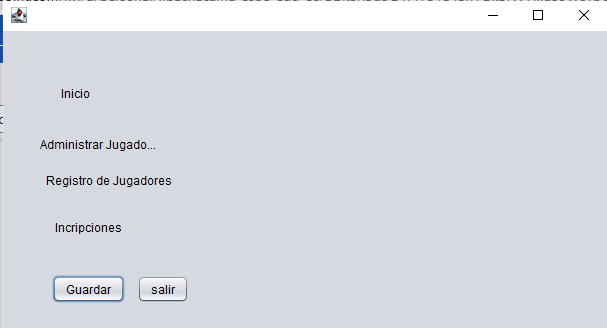 Inicio
Administrar Jugado...
Registro de Jugadores
Incripciones
Guardar salir